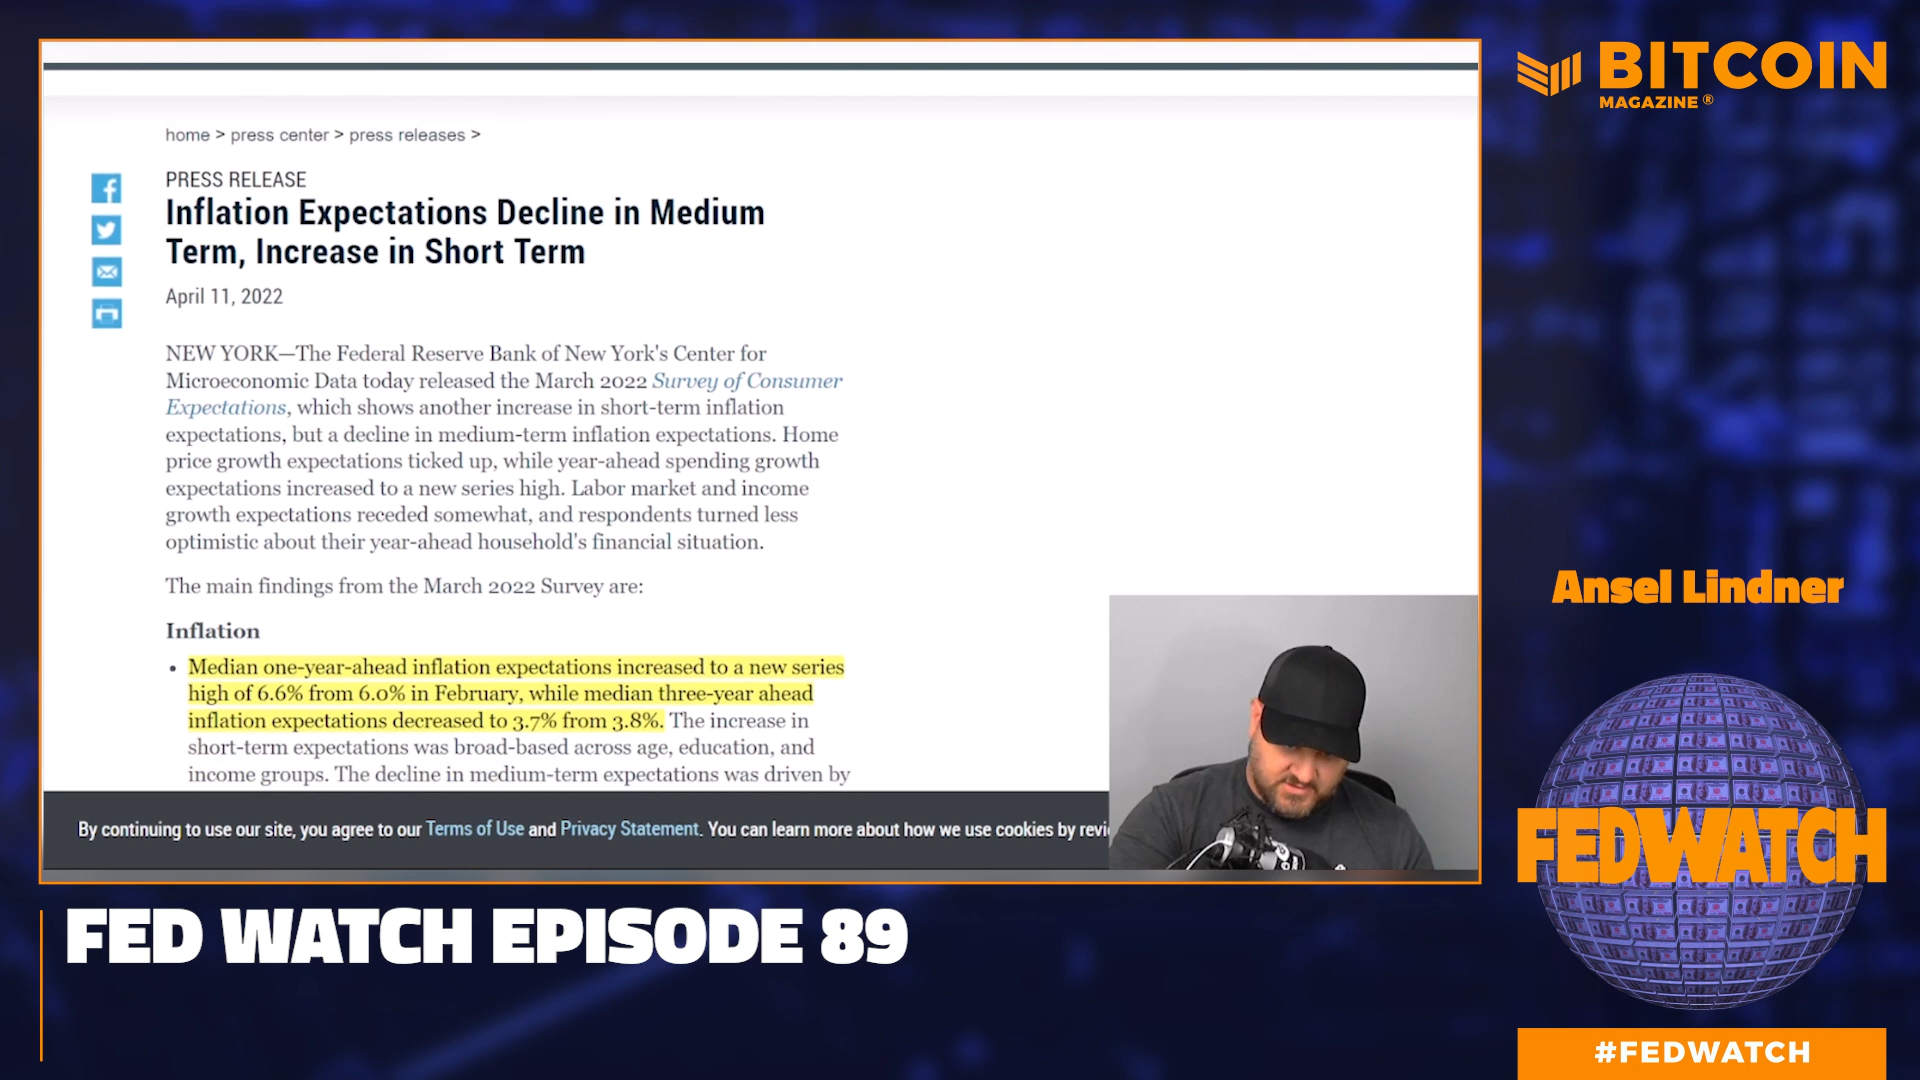 home > press center > press releases >
PRESS RELEASE
Inflation Expectations Decline in Medium
Term, Increase in Short Term
April 11, 2022
NEW YORK—The Federal Reserve Bank of New York's Center for
Microeconomic Data today released the March 2022 Survey of Consumer
Expectations, which shows another increase in short-term inflation
expectations, but a decline in medium-term inflation expectations. Home
price growth expectations ticked up, while year-ahead spending growth
expectations increased to a new series high. Labor market and income
growth expectations receded somewhat, and respondents turned less
optimistic about their year-ahead household's financial situation.
The main findings from the March 2022 Survey are:
Inflation
• Median one-year-ahead inflation expectations increased to a new series
high of 6.6% from 6.0% in February, while median three-year ahead
inflation expectations decreased to 3.7% from 3.8%. The increase in
short-term expectations was broad-based across age, education, and
income groups. The decline in medium-term expectations was driven by
By continuing to use our site, you agree to our Terms of Use and Privacy Statement. You can learn more about how we use cookies by revi
FED WATCH EPISODE 89
BITCOIN
MAGAZINE®
Ansel Lindner
FEDWATCH
#FEDWATCH